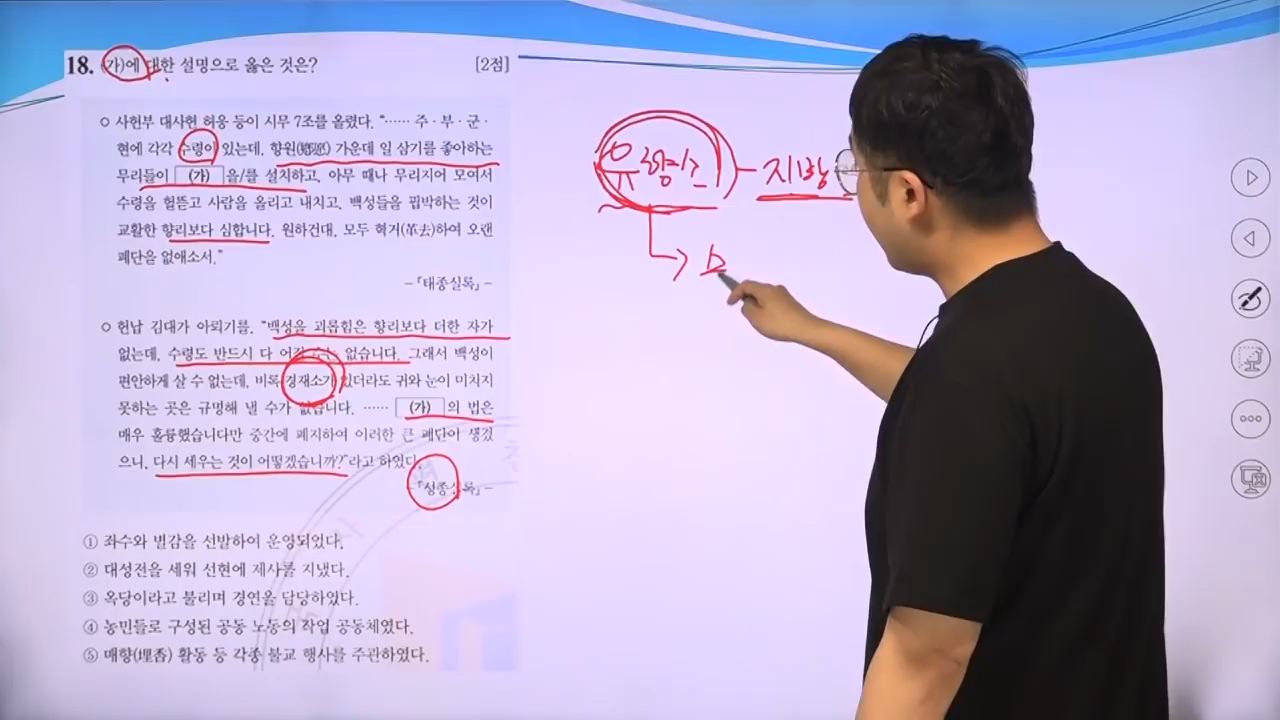 18. (가)에 대한 설명으로 옳은 것은? [2점]
○ 사헌부 대사헌 허응 등이 시무 7조를 올렸다. “…… 주·부·군·
현에 각각 수령이 있는데, 향원(鄕愿) 가운데 일 삼기를 좋아하는
무리들이 (가) 을/를 설치하고, 아무 때나 무리지어 모여서
수령을 헐뜯고 사람을 올리고 내치고, 백성들을 핍박하는 것이
교활한 향리보다 심합니다. 원하건대, 모두 혁거(革去)하여 오랜
폐단을 없애소서.”
-『태종실록』-
○ 헌납 김대가 아뢰기를, “백성을 괴롭힘은 향리보다 더한 자가
없는데, 수령도 반드시 다 어질 수는 없습니다. 그래서 백성이
편안하게 살 수 없는데, 비록 경재소가 있더라도 귀와 눈이 미치지
못하는 곳은 규명해 낼 수가 없습니다. …… (가) 의 법은
매우 훌륭했습니다만 중간에 폐지하여 이러한 큰 폐단이 생겼
으니, 다시 세우는 것이 어떻겠습니까?”라고 하였다.
-『성종실록』-
① 좌수와 별감을 선발하여 운영되었다.
② 대성전을 세워 선현에 제사를 지냈다.
③ 옥당이라고 불리며 경연을 담당하였다.
④ 농민들로 구성된 공동 노동의 작업 공동체였다.
⑤ 매향(埋香) 활동 등 각종 불교 행사를 주관하였다.
유향소 - 지방